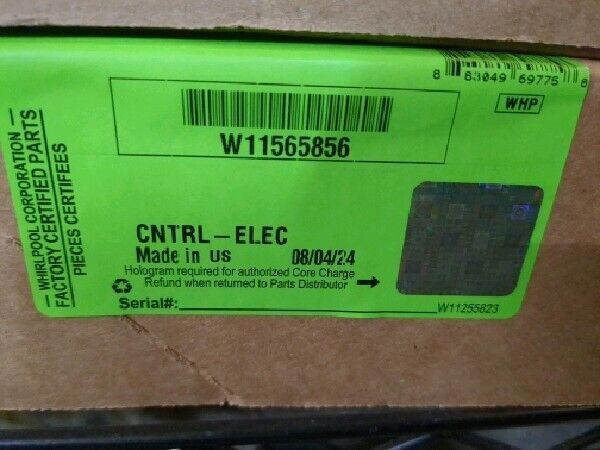 8 83049 69775 8
WHP
W11565856
WHIRLPOOL CORPORATION
FACTORY CERTIFIED PARTS
PIECES CERTIFEES
CNTRL-ELEC
Made in US 08/04/24
Hologram required for authorized Core Charge
Refund when returned to Parts Distributor
Serial#:
W11255823